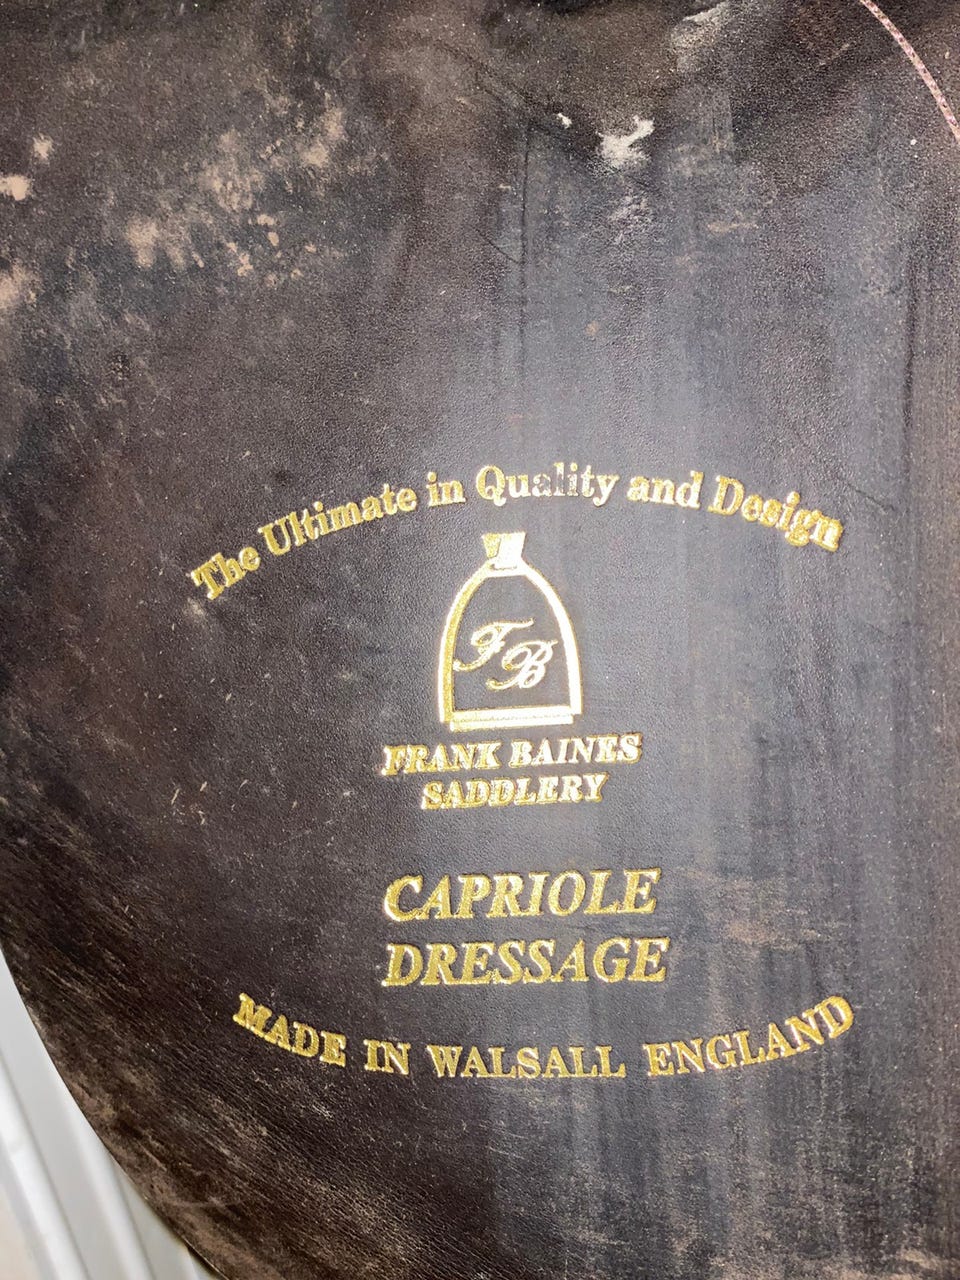 The Ultimate in Quality and Design
FB
FRANK BAINES
SADDLERY
CAPRIOLE
DRESSAGE
MADE IN WALSALL ENGLAND